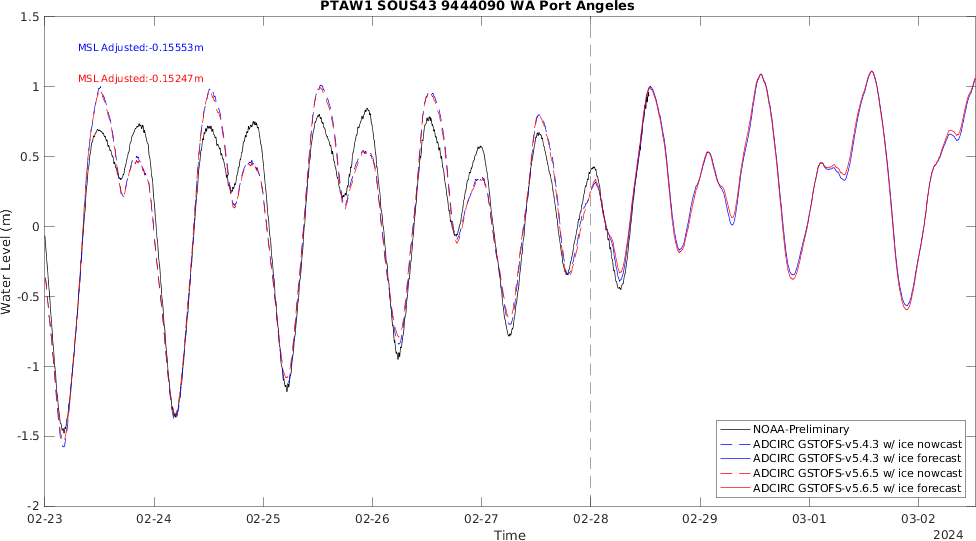 PTAW1 SOUS43 9444090 WA Port Angeles
1.5
1
0.5
0
-0.5
-1
-1.5
-2
Water Level (m)
MSL Adjusted:-0.15553m
MSL Adjusted:-0.15247m
NOAA-Preliminary
ADCIRC GSTOFS-v5.4.3 w/ ice nowcast
ADCIRC GSTOFS-v5.4.3 w/ ice forecast
ADCIRC GSTOFS-v5.6.5 w/ ice nowcast
ADCIRC GSTOFS-v5.6.5 w/ ice forecast
02-23 02-24 02-25 02-26 02-27 02-28 02-29 03-01 03-02
Time
2024